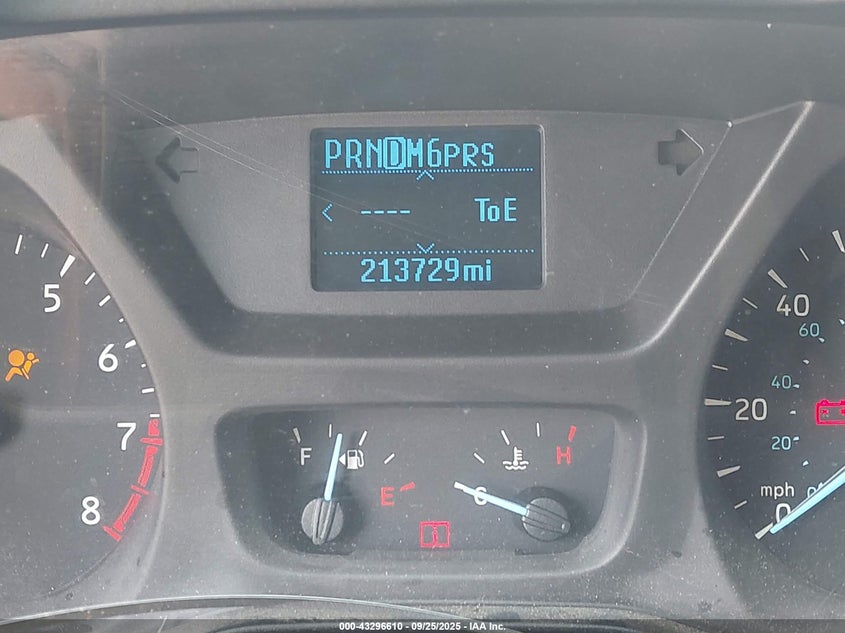 PRNDM6PRS
< ---- ToE
213729mi
5
6
7
8
F
E
C
H
40
60
40
20
20
mph
0
000-43296610 - 09/25/2025 - IAA Inc.